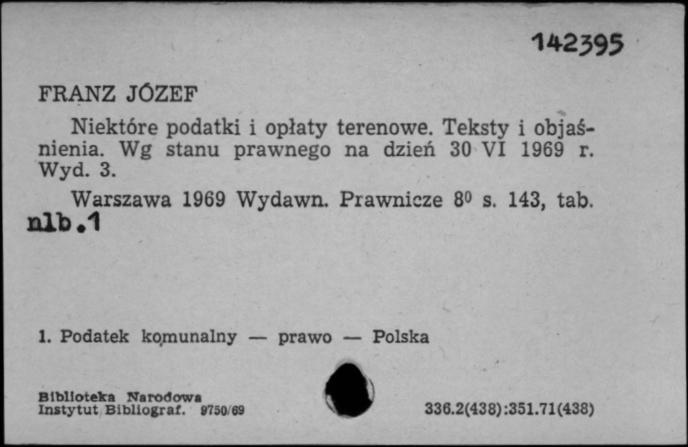 142395
FRANZ JÓZEF
Niektóre podatki i opłaty terenowe. Teksty i objaś-
nienia. Wg stanu prawnego na dzień 30 VI 1969 r.
Wyd. 3.
Warszawa 1969 Wydawn. Prawnicze 8⁰ s. 143, tab.
nlb.1
1. Podatek komunalny — prawo — Polska
Biblioteka Narodowa
Instytut Bibliograf. 9750/69
336.2(438):351.71(438)